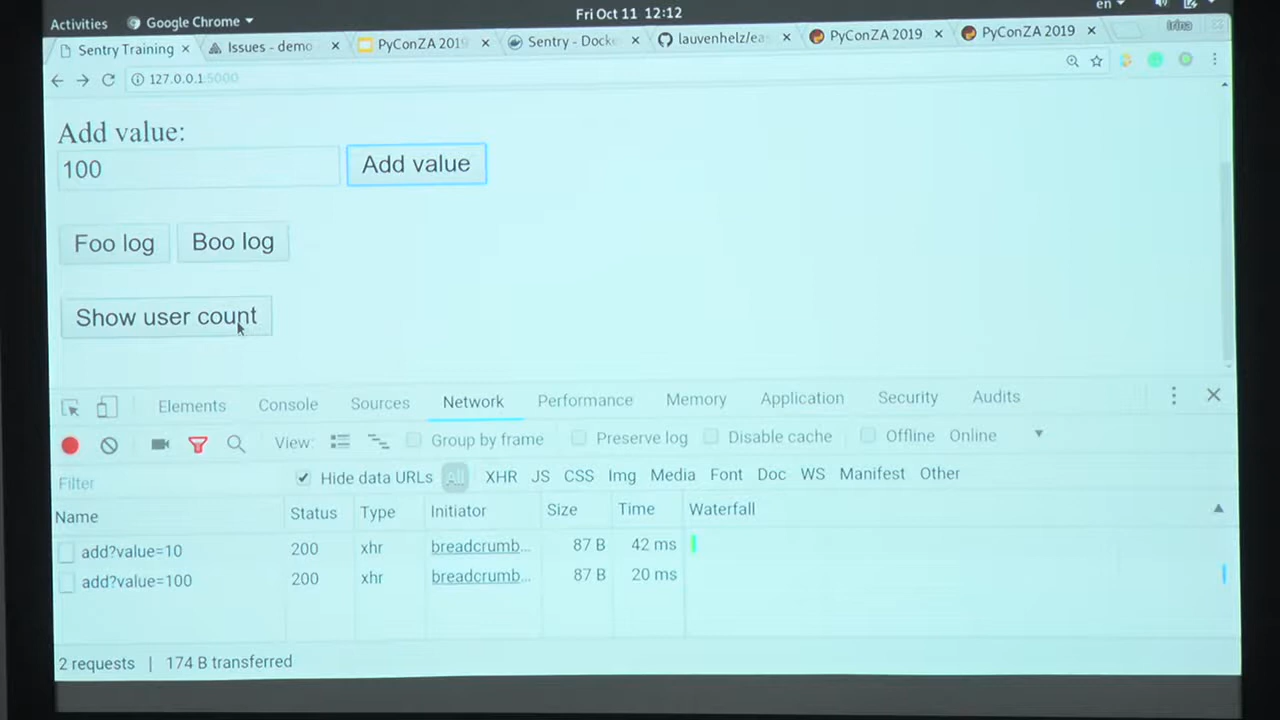 Activities Google Chrome Fri Oct 11 12:12 en
Sentry Training × Issues - demo × PyConZA 2019 × Sentry - Docke × lauvenhelz/ea × PyConZA 2019 × PyConZA 2019 × Irina
127.0.0.1:5000
Add value:
100 Add value
Foo log Boo log
Show user count
Elements Console Sources Network Performance Memory Application Security Audits
View: Group by frame Preserve log Disable cache Offline Online
Filter Hide data URLs All XHR JS CSS Img Media Font Doc WS Manifest Other
Name Status Type Initiator Size Time Waterfall
add?value=10 200 xhr breadcrumb... 87 B 42 ms
add?value=100 200 xhr breadcrumb... 87 B 20 ms
2 requests | 174 B transferred